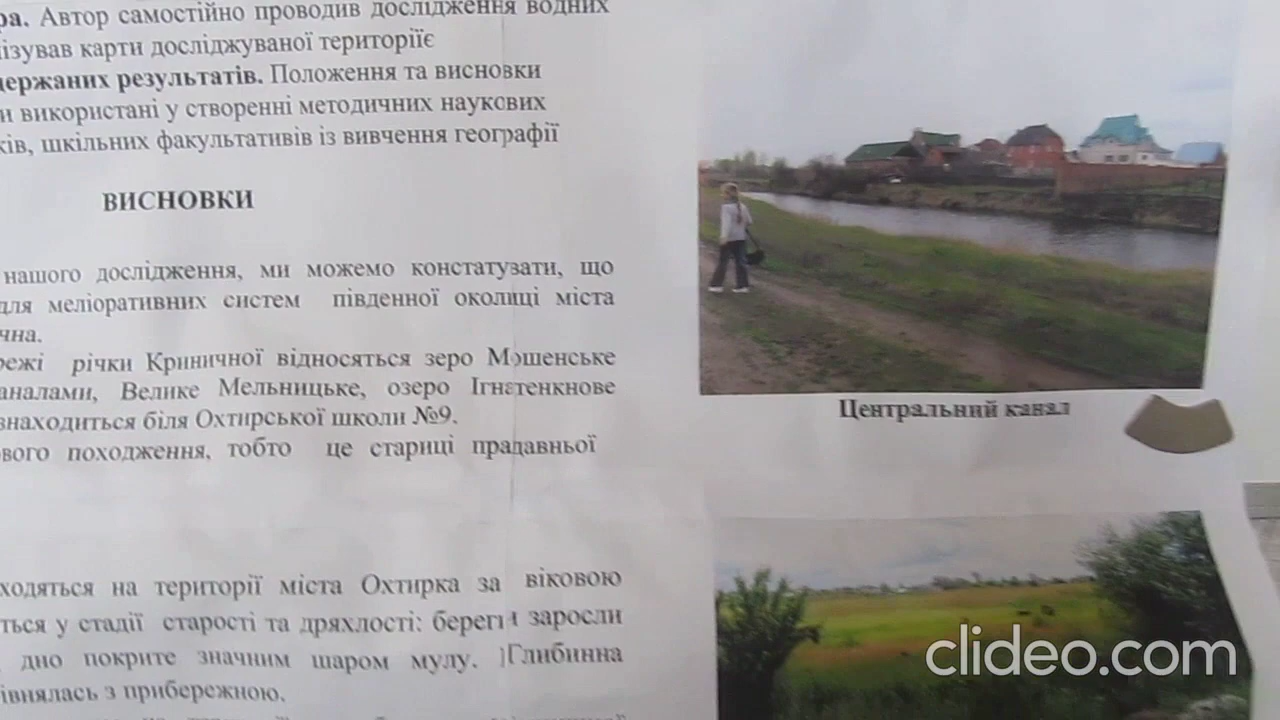 ра. Автор самостійно проводив дослідження водних
ізував карти досліджуваної територіїє
держаних результатів. Положення та висновки
и використані у створенні методичних наукових
ків, шкільних факультативів із вивчення географії
ВИСНОВКИ
нашого дослідження, ми можемо констатувати, що
для меліоративних систем південної околиці міста
чна.
режі річки Криничної відносяться зеро Мошенське
аналами, Велике Мельницьке, озеро Ігнатенкнове
знаходиться біля Охтирської школи №9.
вого походження, тобто це стариці прадавньої
ходяться на території міста Охтирка за віковою
ться у стадії старості та дряхлості: береги заросли
дно покрите значним шаром мулу. Глибинна
івнялась з прибережною.
Центральний канал
clideo.com